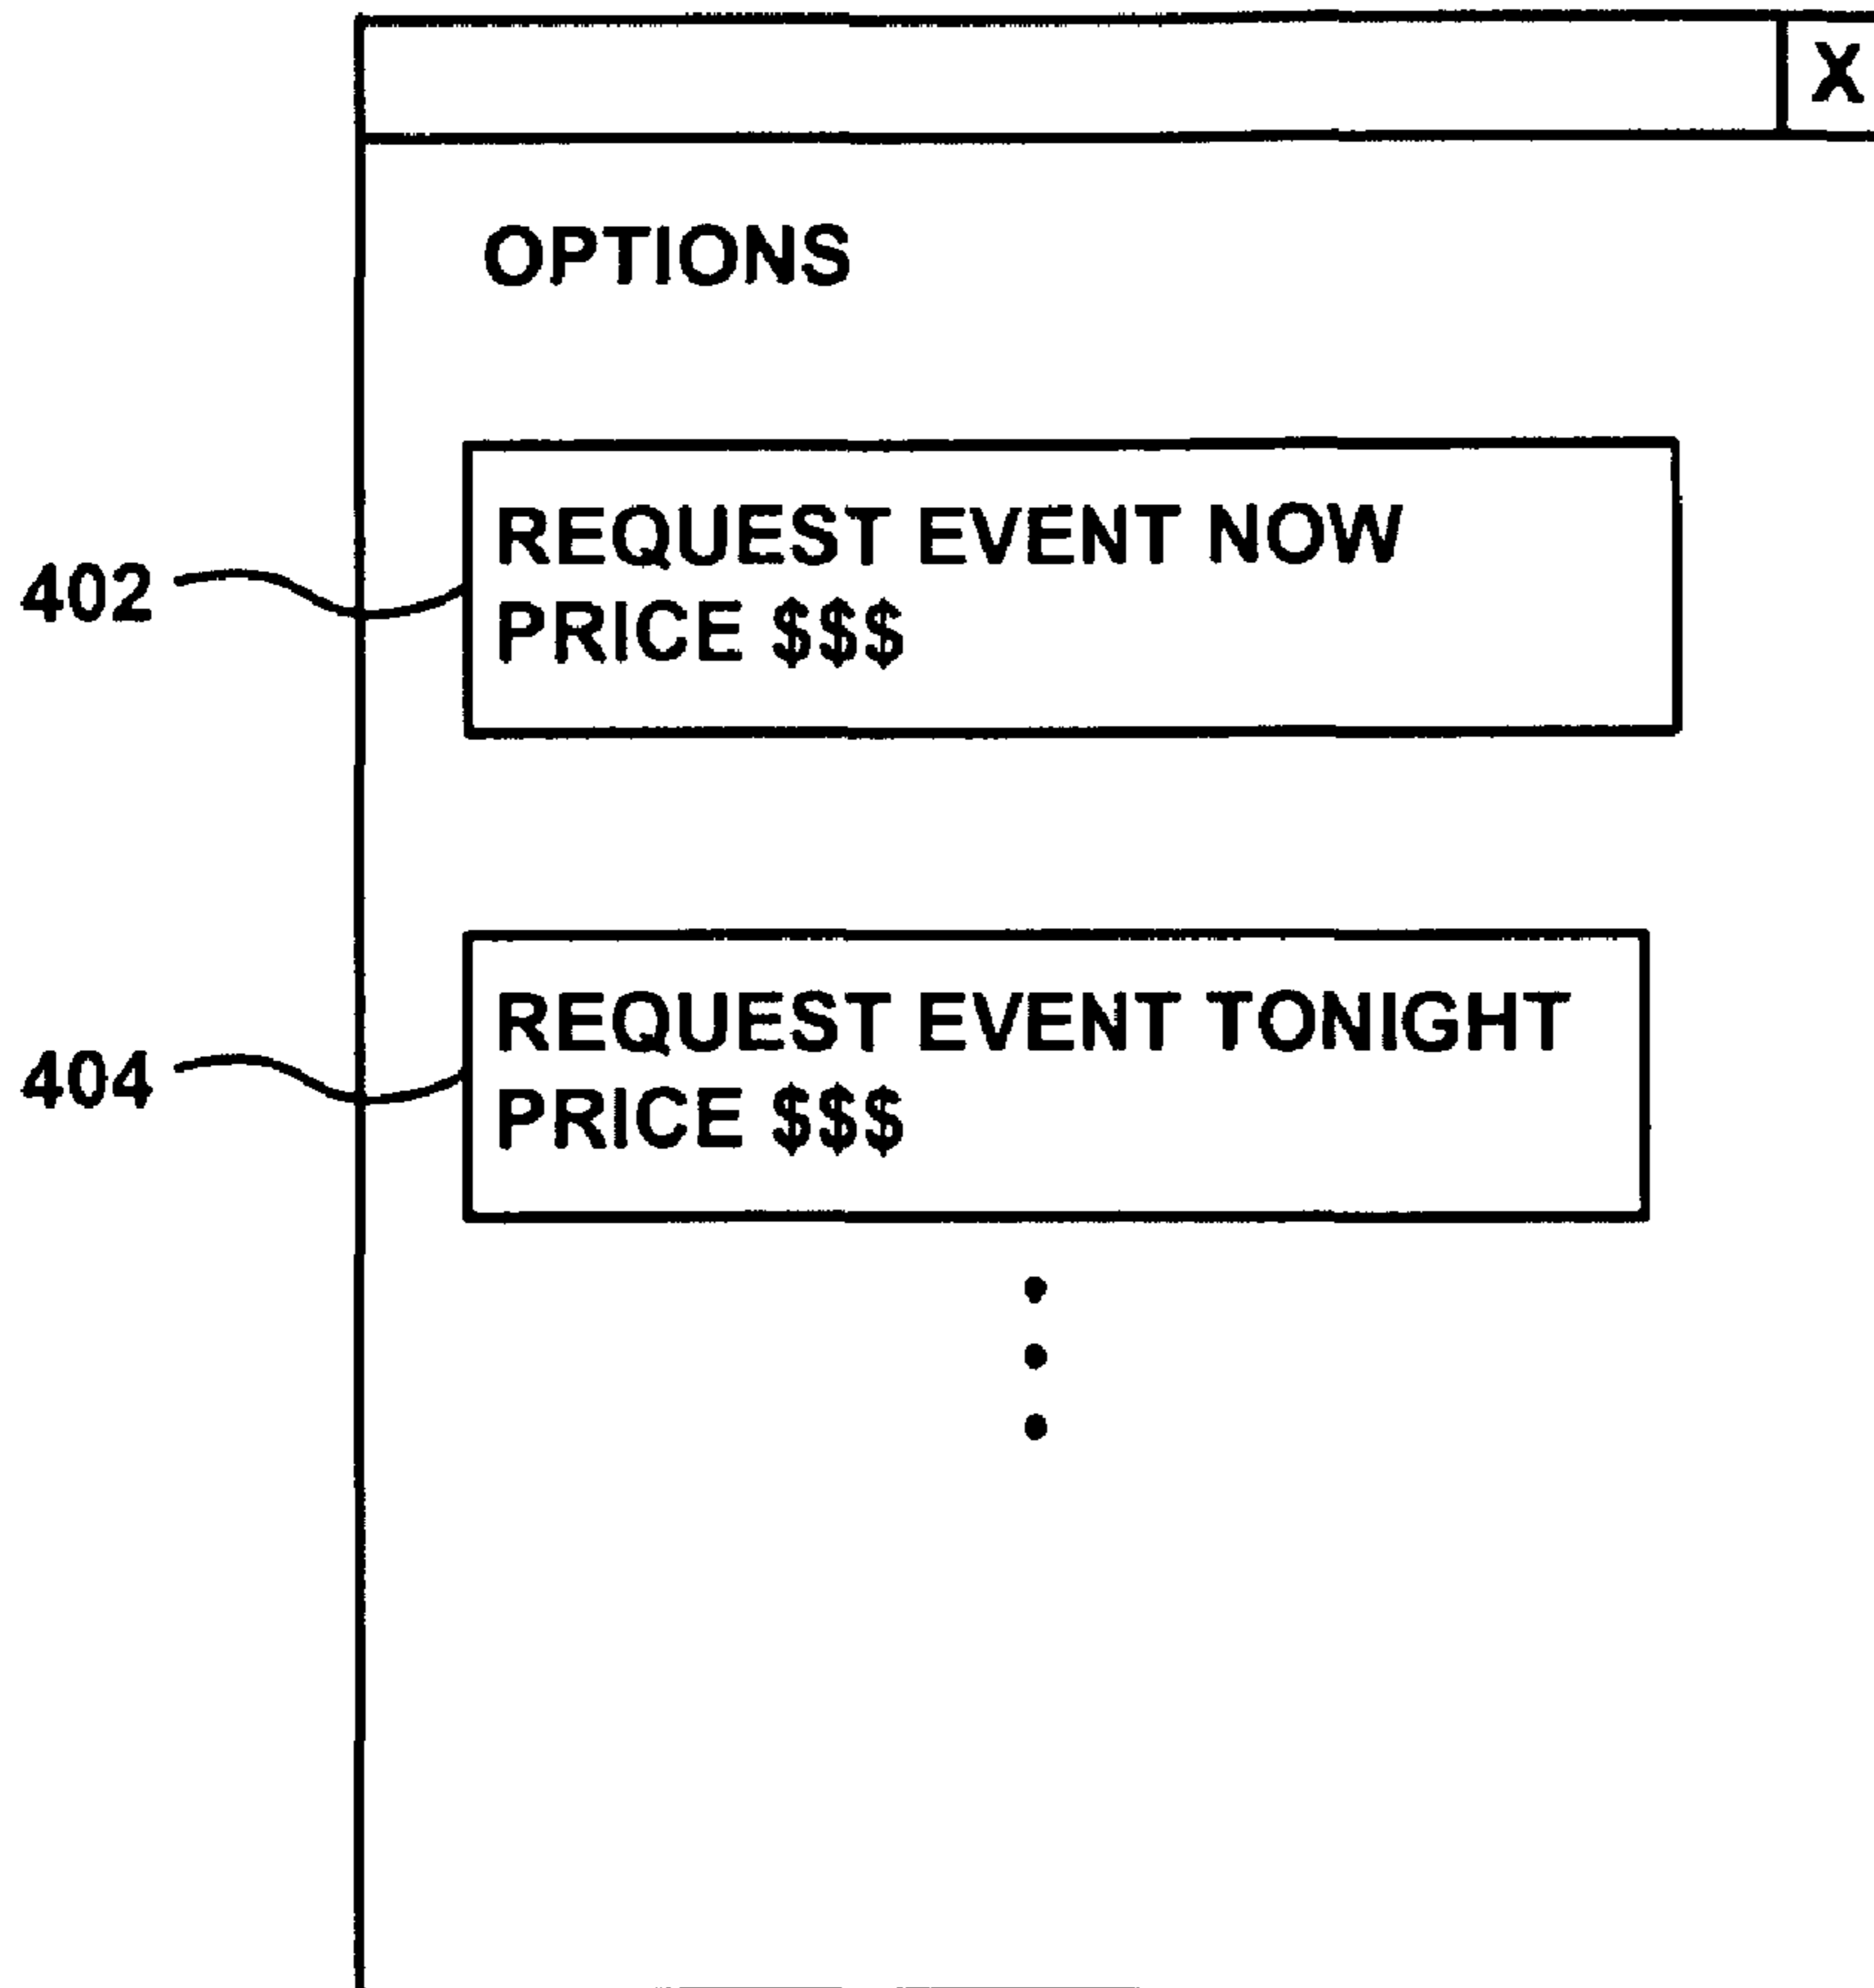 X
OPTIONS
402
REQUEST EVENT NOW
PRICE $$$
404
REQUEST EVENT TONIGHT
PRICE $$$